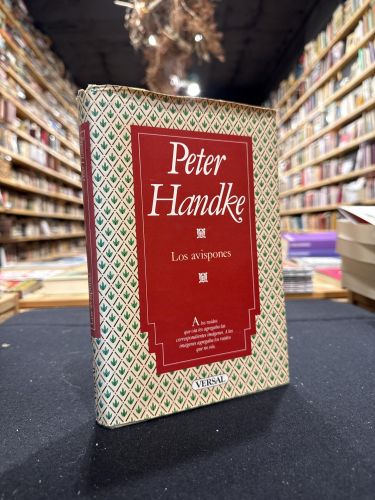 Peter
Handke
Los avispones
A los ruidos
que oía les agregaba las
correspondientes imágenes. A las
imágenes agregaba los ruidos
que no oía.
VERSAL